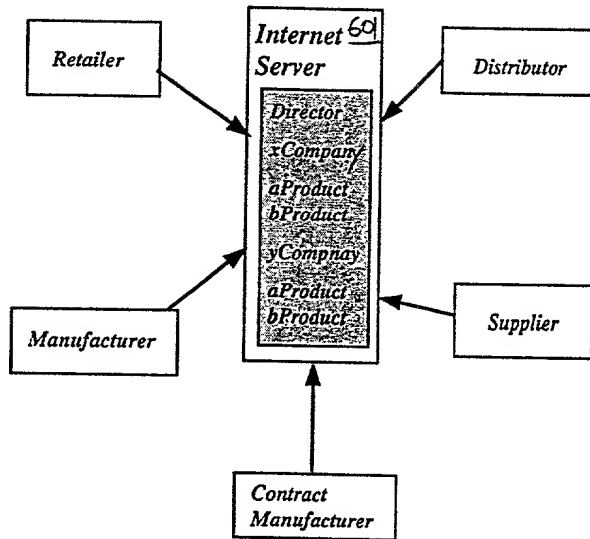 Retailer
Internet 601
Server
Distributor
Director
xCompany
aProduct
bProduct
yCompnay
aProduct
bProduct
Manufacturer
Supplier
Contract
Manufacturer